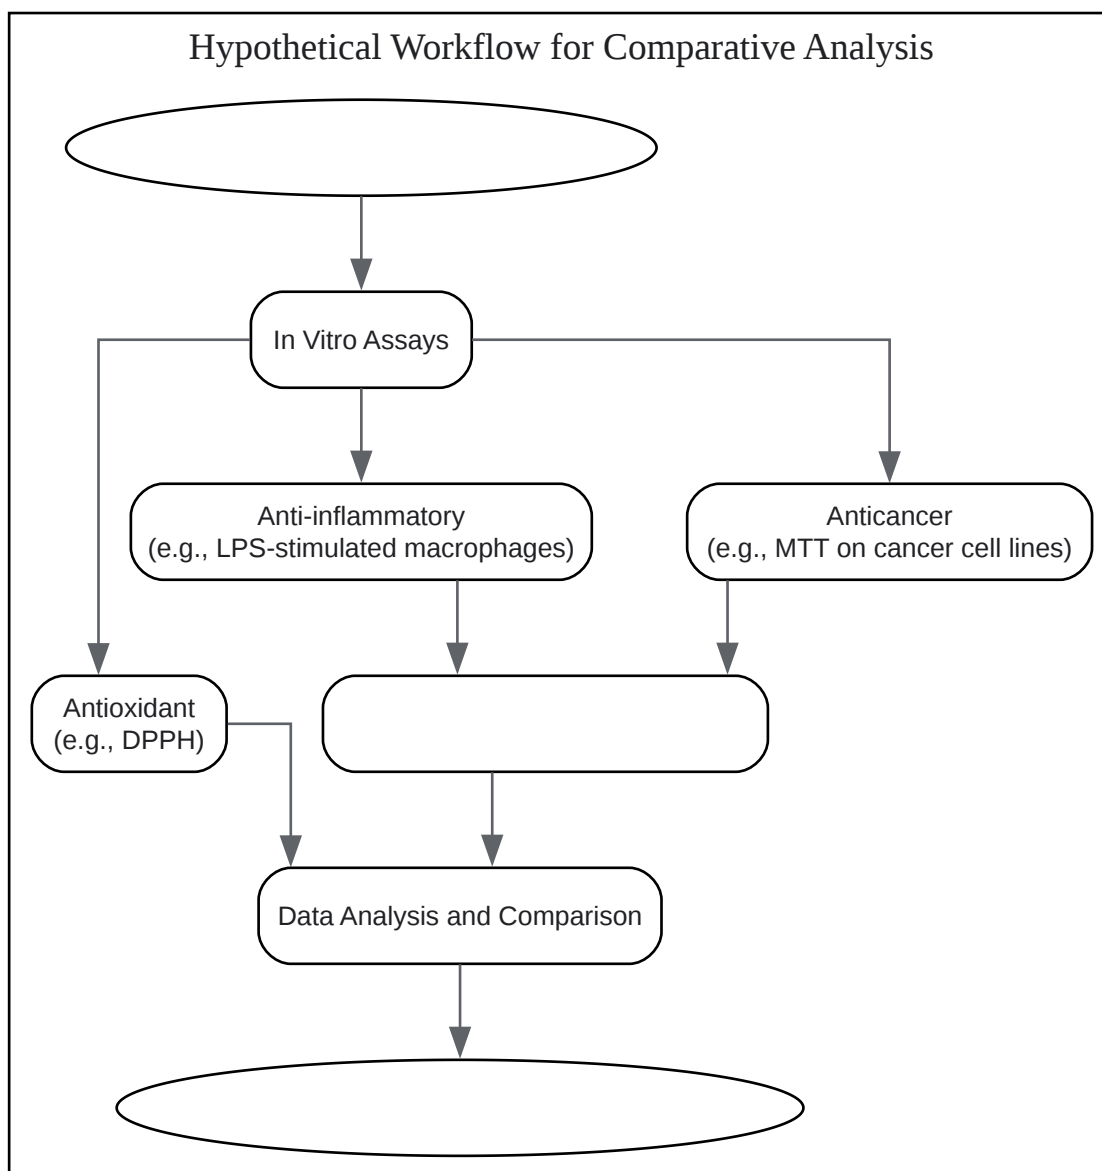 Hypothetical Workflow for Comparative Analysis
In Vitro Assays
Anti-inflammatory
(e.g., LPS-stimulated macrophages)
Anticancer
(e.g., MTT on cancer cell lines)
Antioxidant
(e.g., DPPH)
Data Analysis and Comparison